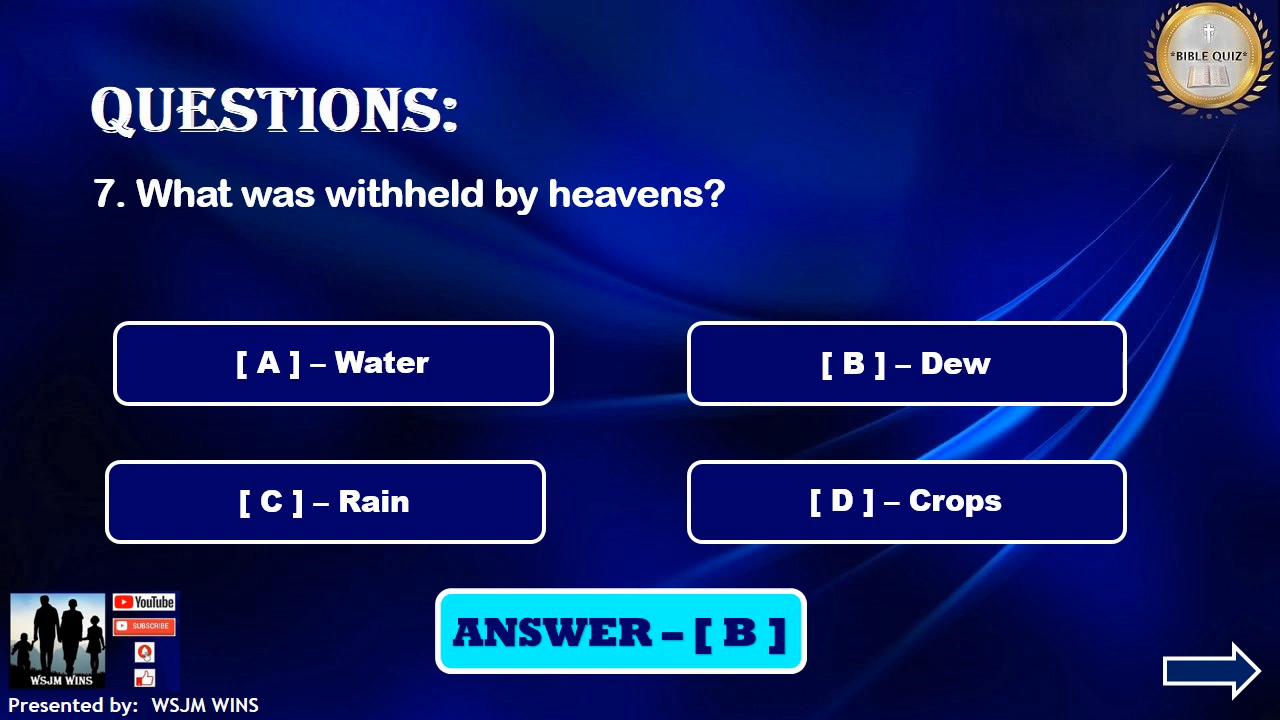 *BIBLE QUIZ*
QUESTIONS:
7. What was withheld by heavens?
[ A ] – Water
[ B ] – Dew
[ C ] – Rain
[ D ] – Crops
ANSWER – [ B ]
YouTube
SUBSCRIBE
WSJM WINS
Presented by: WSJM WINS